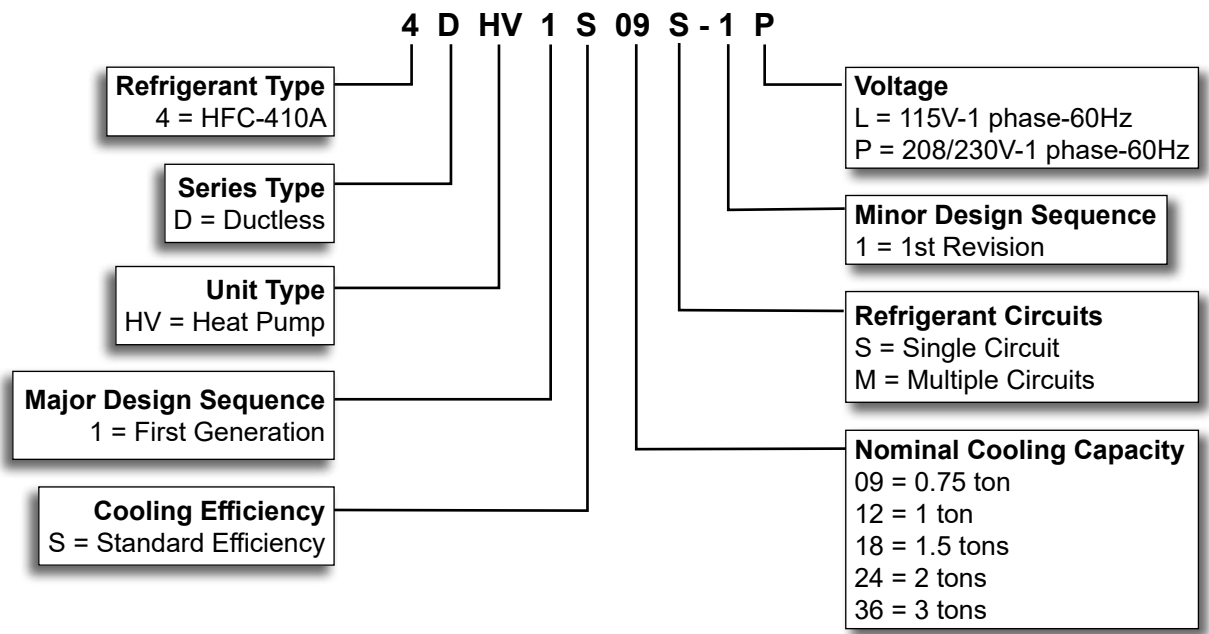 4 D HV 1 S 09 S - 1 P
Refrigerant Type
4 = HFC-410A
Series Type
D = Ductless
Unit Type
HV = Heat Pump
Major Design Sequence
1 = First Generation
Cooling Efficiency
S = Standard Efficiency
Voltage
L = 115V-1 phase-60Hz
P = 208/230V-1 phase-60Hz
Minor Design Sequence
1 = 1st Revision
Refrigerant Circuits
S = Single Circuit
M = Multiple Circuits
Nominal Cooling Capacity
09 = 0.75 ton
12 = 1 ton
18 = 1.5 tons
24 = 2 tons
36 = 3 tons